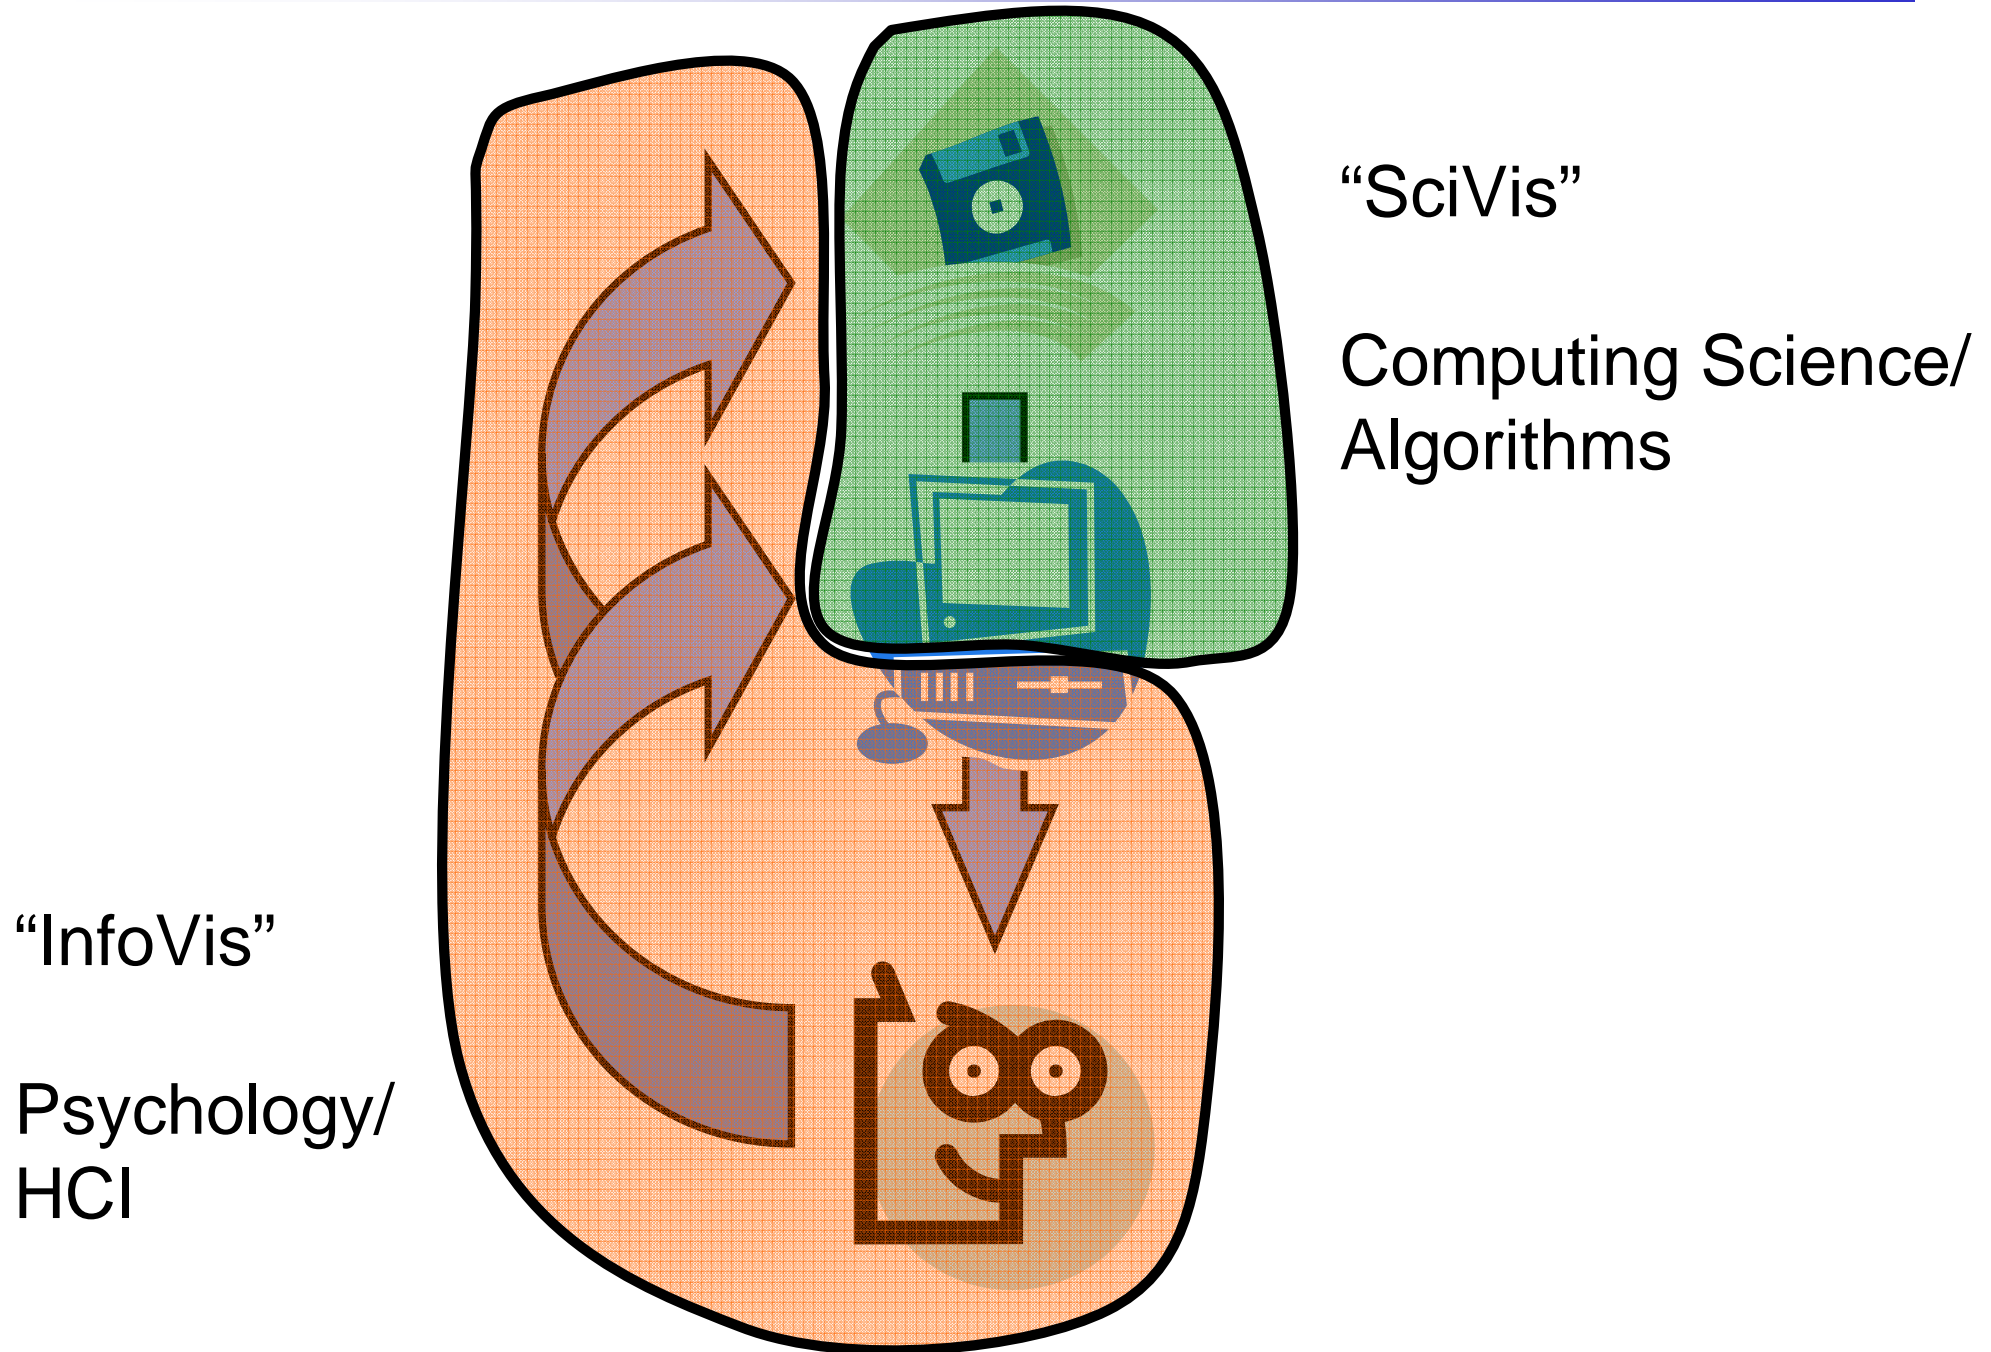 “SciVis”
Computing Science/
Algorithms
“InfoVis”
Psychology/
HCI